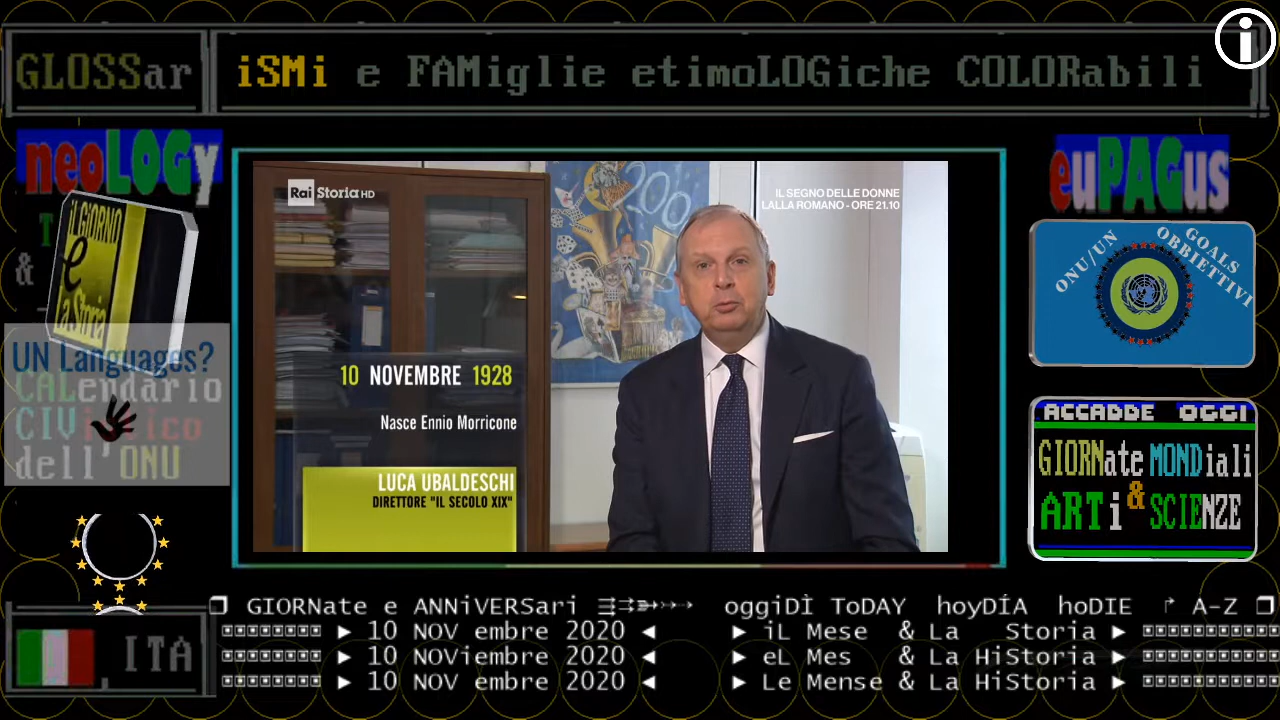 GLOSSar
iSMi e FAMiglie etimoLOGiche COLORabili
neoLOGy
euPAGus
iL GiORNO
e
La Storia
UN Languages?
CALendario
CIVico
dell'ONU
Rai Storia HD
IL SEGNO DELLE DONNE
LALLA ROMANO - ORE 21.10
200
10 NOVEMBRE 1928
Nasce Ennio Morricone
LUCA UBALDESCHI
DIRETTORE "IL SECOLO XIX"
ONU/UN
GOALS
OBBIETTIVI
ACCADDE OGGI
GIORNate MONDiali
&
ARTi SCIENZE
GIORNate e ANNiVERSari oggiDÌ ToDAY hoyDÍA hoDIE A-Z
► 10 NOV embre 2020 ◄ ► iL Mese & La Storia ►
► 10 NOViembre 2020 ◄ ► eL Mes & La HiStoria ►
► 10 NOV embre 2020 ◄ ► Le Mense & La HiStoria ►
ITA